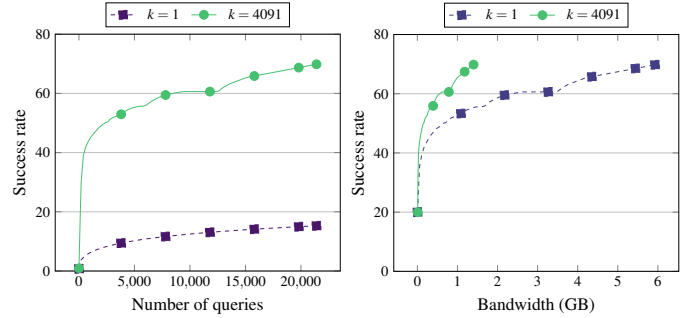 k = 1 k = 4091
Success rate
80
60
40
20
0
0 5,000 10,000 15,000 20,000
Number of queries
k = 1 k = 4091
Success rate
80
60
40
20
0
0 1 2 3 4 5 6
Bandwidth (GB)